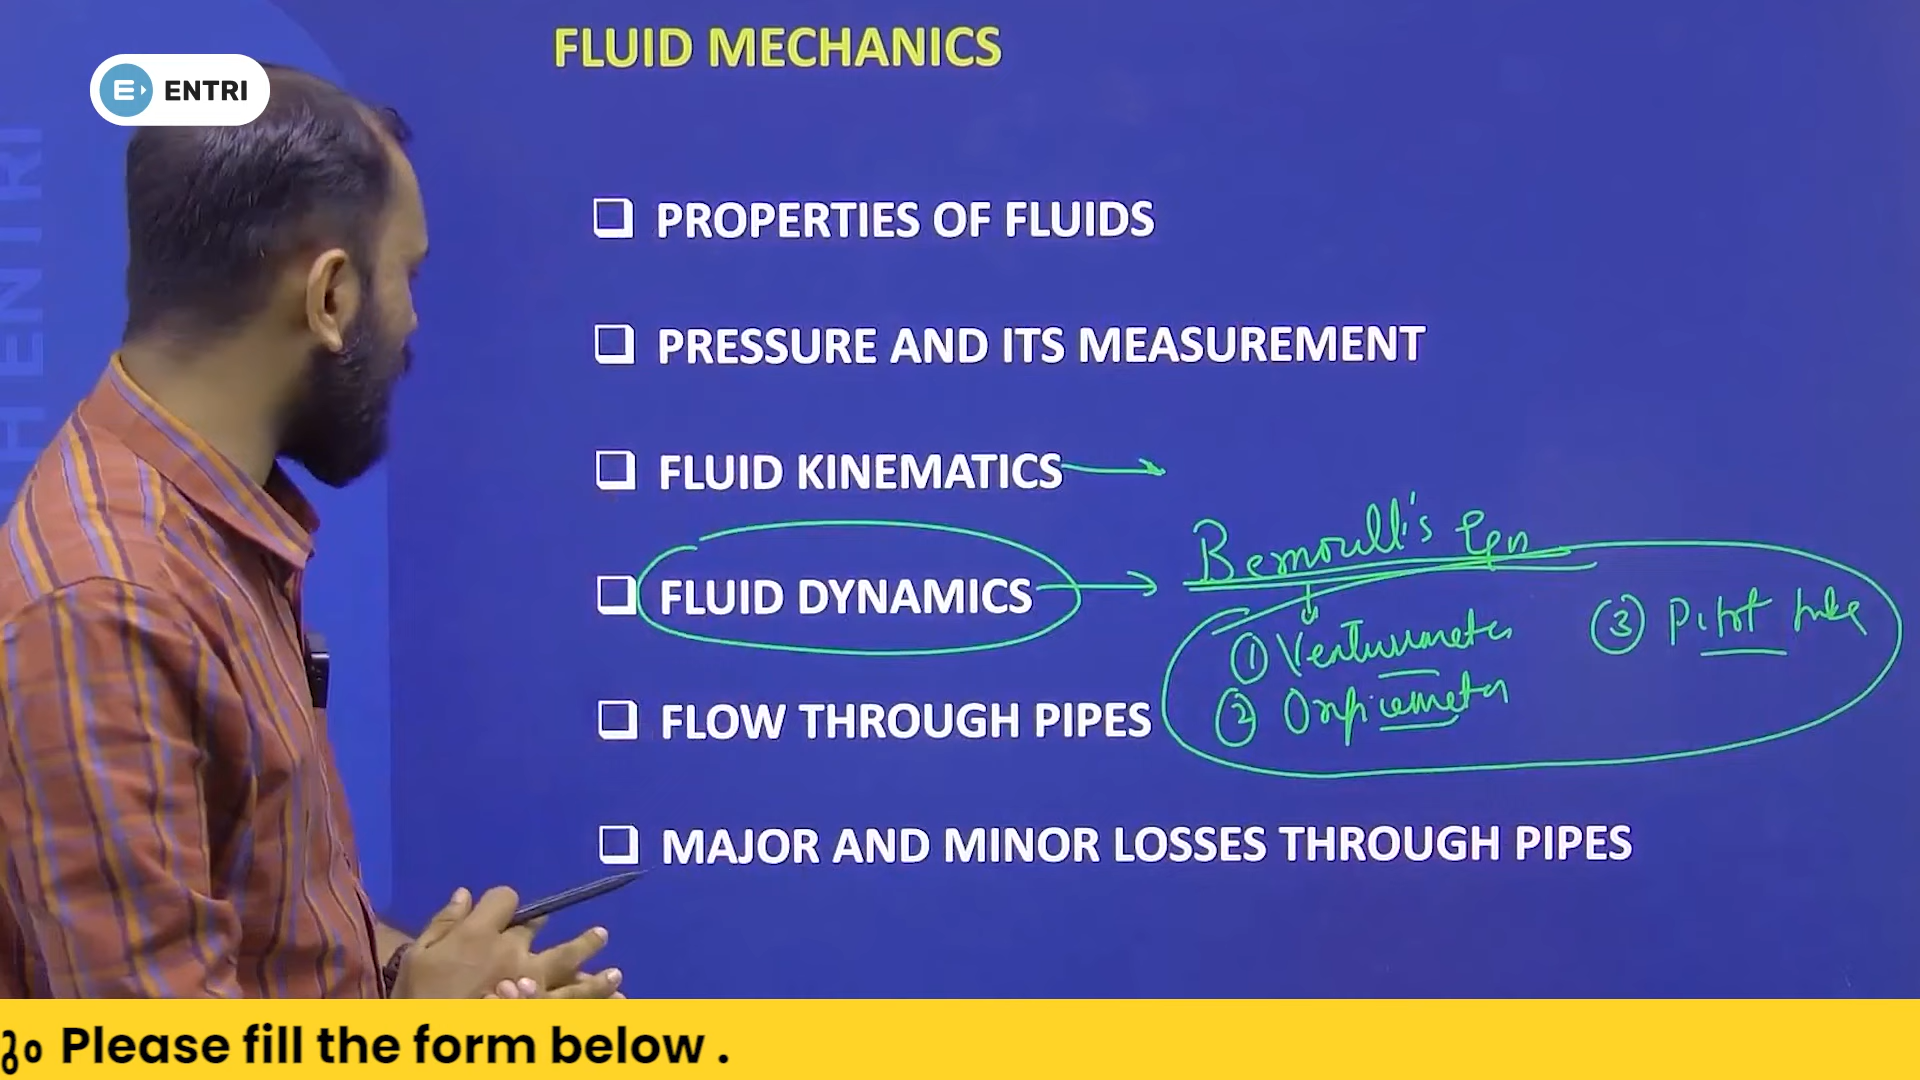 FLUID MECHANICS
ENTRI
PROPERTIES OF FLUIDS
PRESSURE AND ITS MEASUREMENT
FLUID KINEMATICS
Bernoulli's Eqn
FLUID DYNAMICS
① Venturimeter
③ Pitot tube
② Orificemeter
FLOW THROUGH PIPES
MAJOR AND MINOR LOSSES THROUGH PIPES
Please fill the form below .